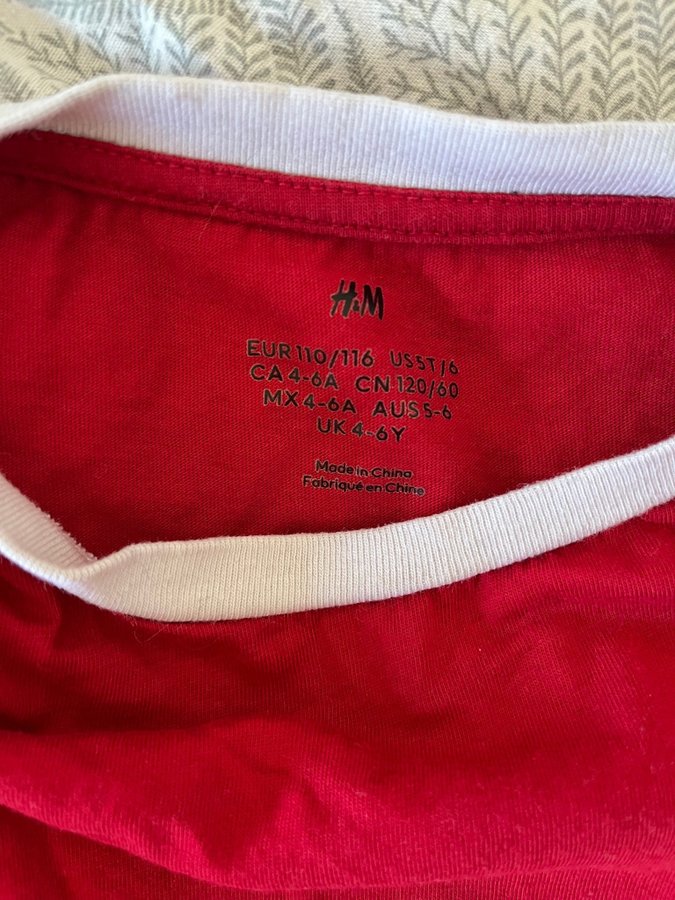 H&M
EUR 110/116 US 5T/6
CA 4-6A CN 120/60
MX 4-6A AUS 5-6
UK 4-6Y
Made in China
Fabriqué en Chine